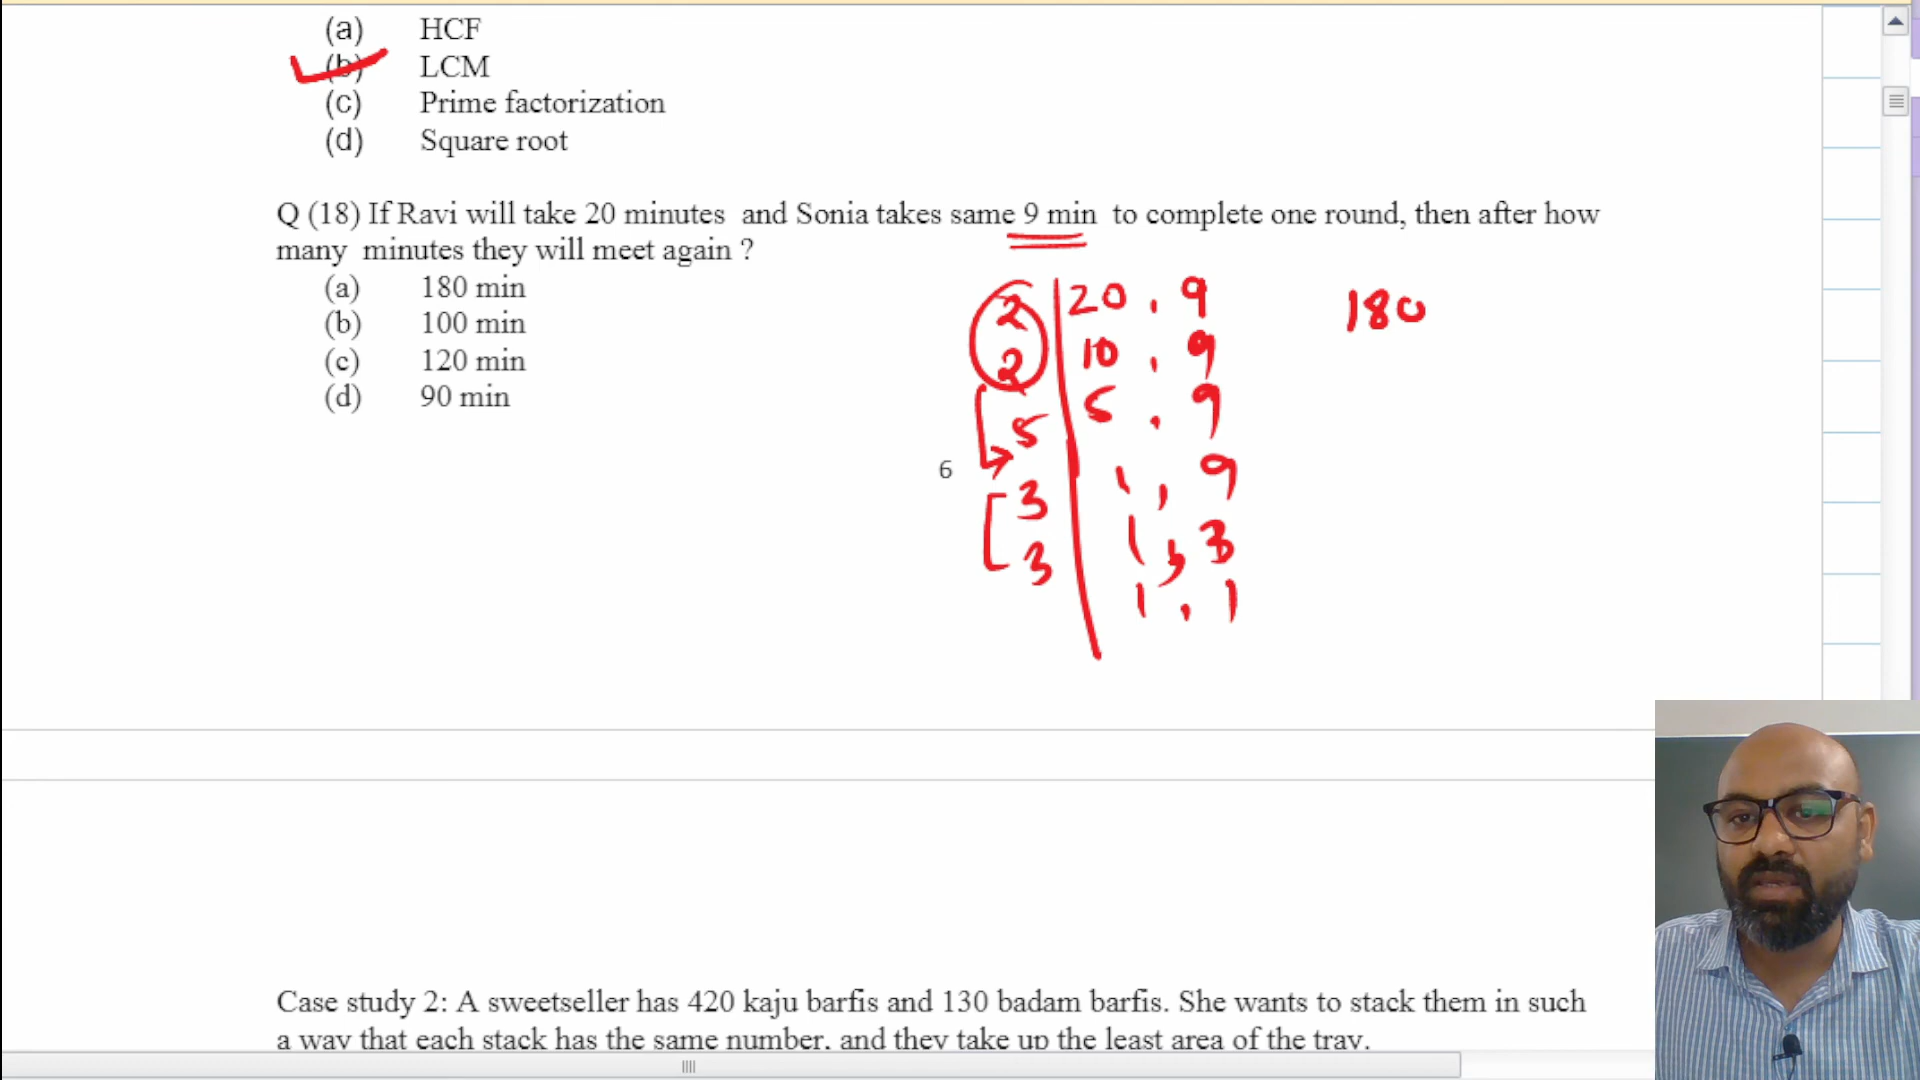 (a) HCF
(b) LCM
(c) Prime factorization
(d) Square root
Q (18) If Ravi will take 20 minutes and Sonia takes same 9 min to complete one round, then after how
many minutes they will meet again ?
(a) 180 min
(b) 100 min
(c) 120 min
(d) 90 min
2 20 , 9
2 10 , 9
5 5 , 9
3 1 , 9
3 1 , 3
1 , 1
180
6
Case study 2: A sweetseller has 420 kaju barfis and 130 badam barfis. She wants to stack them in such
a way that each stack has the same number, and they take up the least area of the tray.